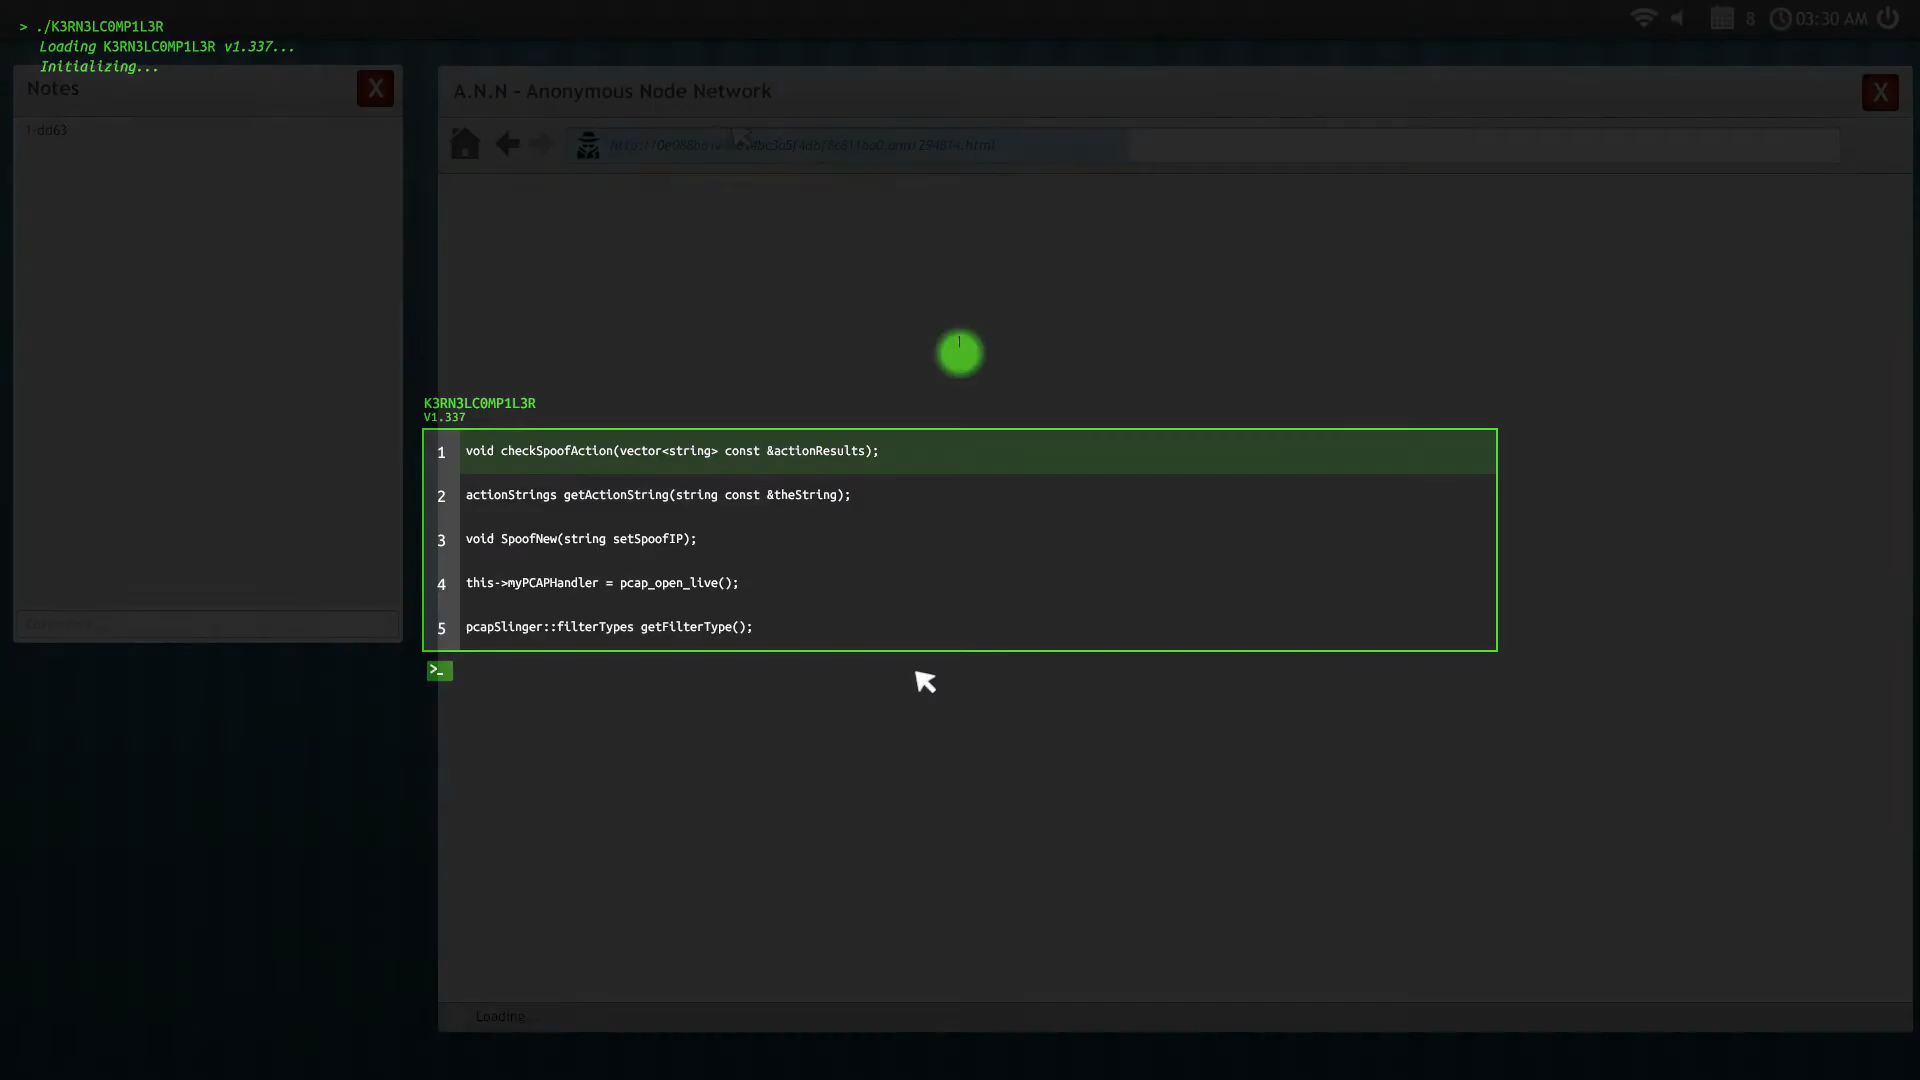 > ./K3RN3LC0MP1L3R
Loading K3RN3LC0MP1L3R v1.337...
Initializing...
8
03:30 AM
Notes
X
A.N.N - Anonymous Node Network
X
1-dd63
K3RN3LC0MP1L3R
V1.337
1 void checkSpoofAction(vector<string> const &actionResults);
2 actionStrings getActionString(string const &theString);
3 void SpoofNew(string setSpoofIP);
4 this->myPCAPHandler = pcap_open_live();
5 pcapSlinger::filterTypes getFilterType();
>_
Loading...